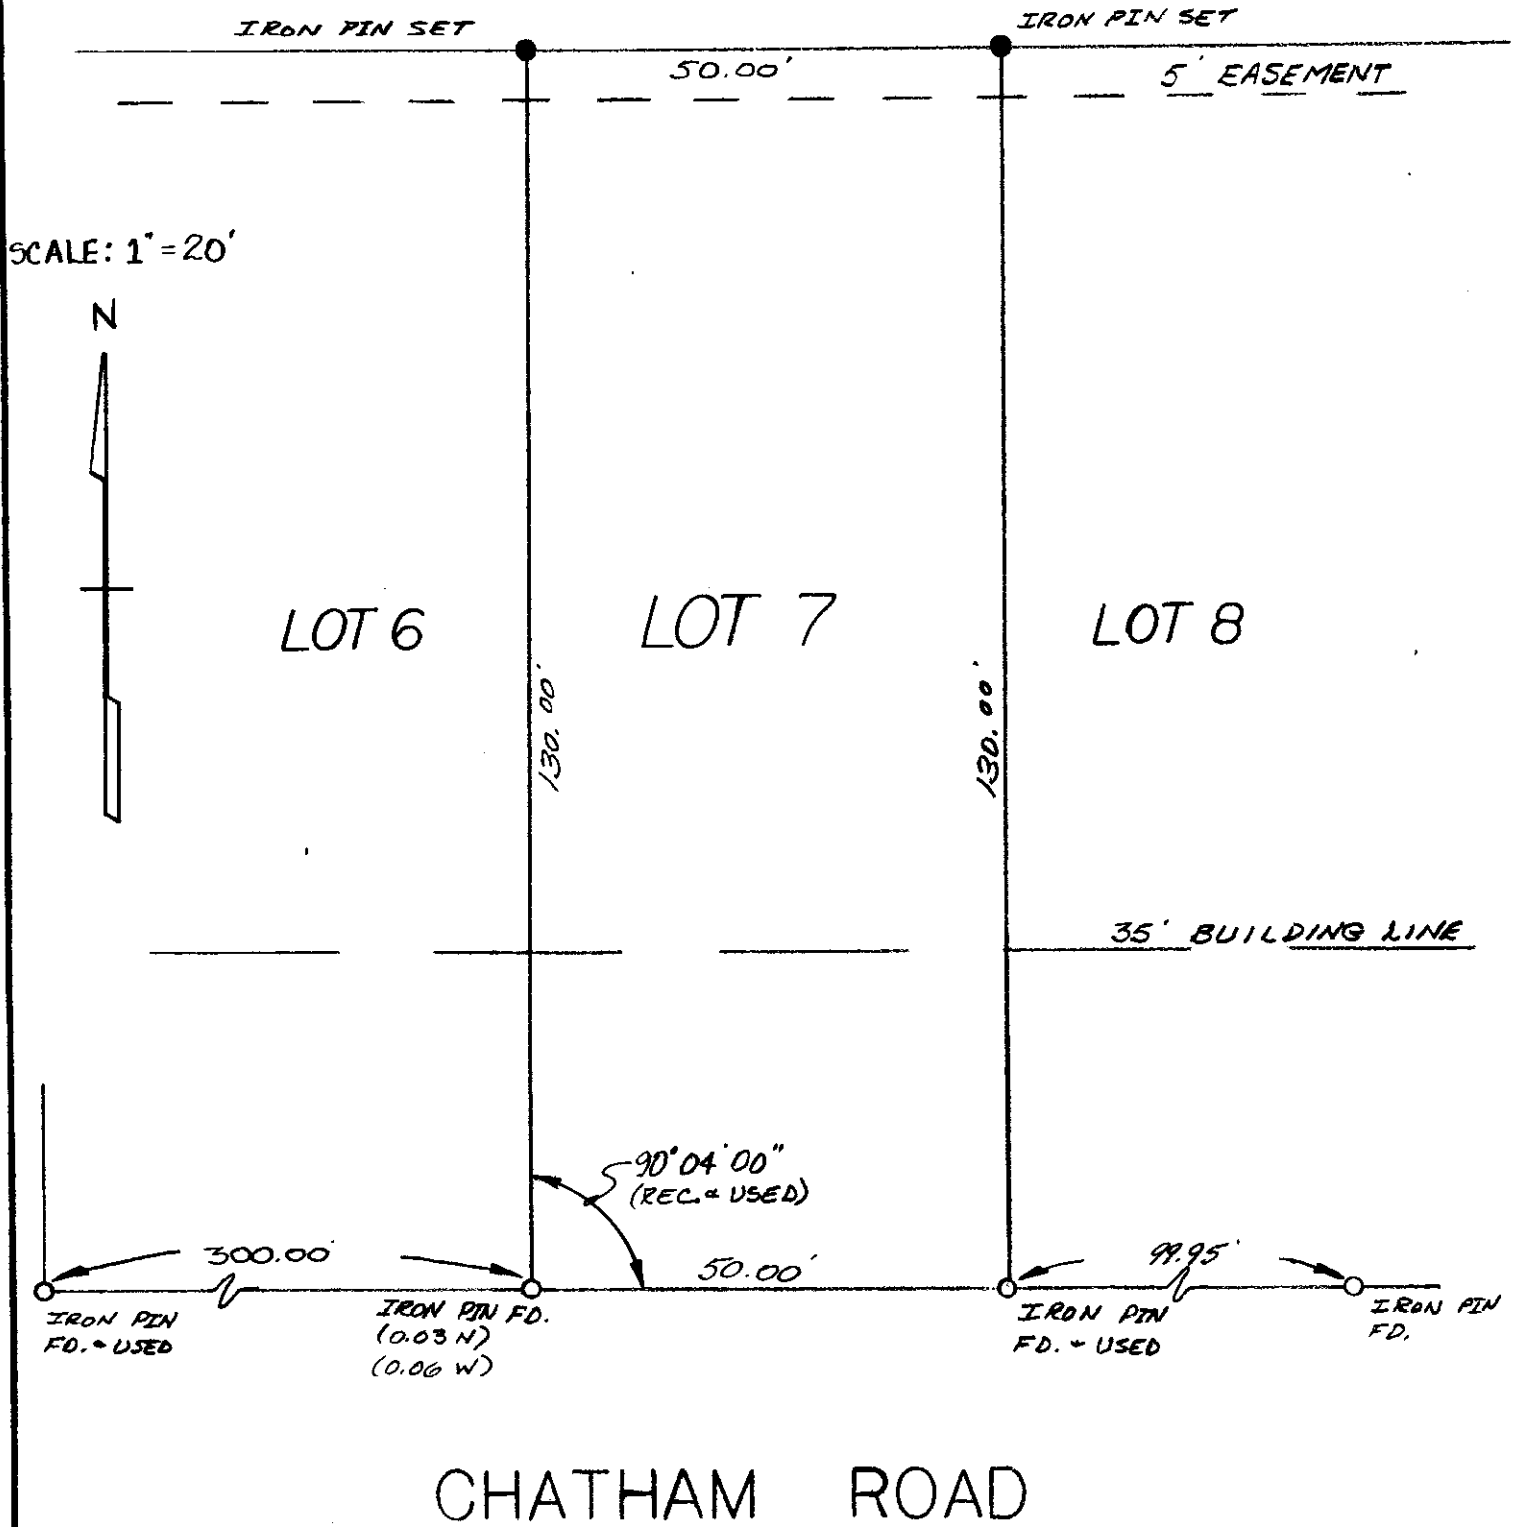 IRON PIN SET
IRON PIN SET
50.00'
5' EASEMENT
SCALE: 1" = 20'
N
LOT 6
LOT 7
LOT 8
130.00'
130.00'
35' BUILDING LINE
90°04'00"
(REC. & USED)
300.00'
50.00'
99.95'
IRON PIN
FD. & USED
IRON PIN FD.
(0.03 N)
(0.06 W)
IRON PIN
FD. & USED
IRON PIN
FD.
CHATHAM ROAD